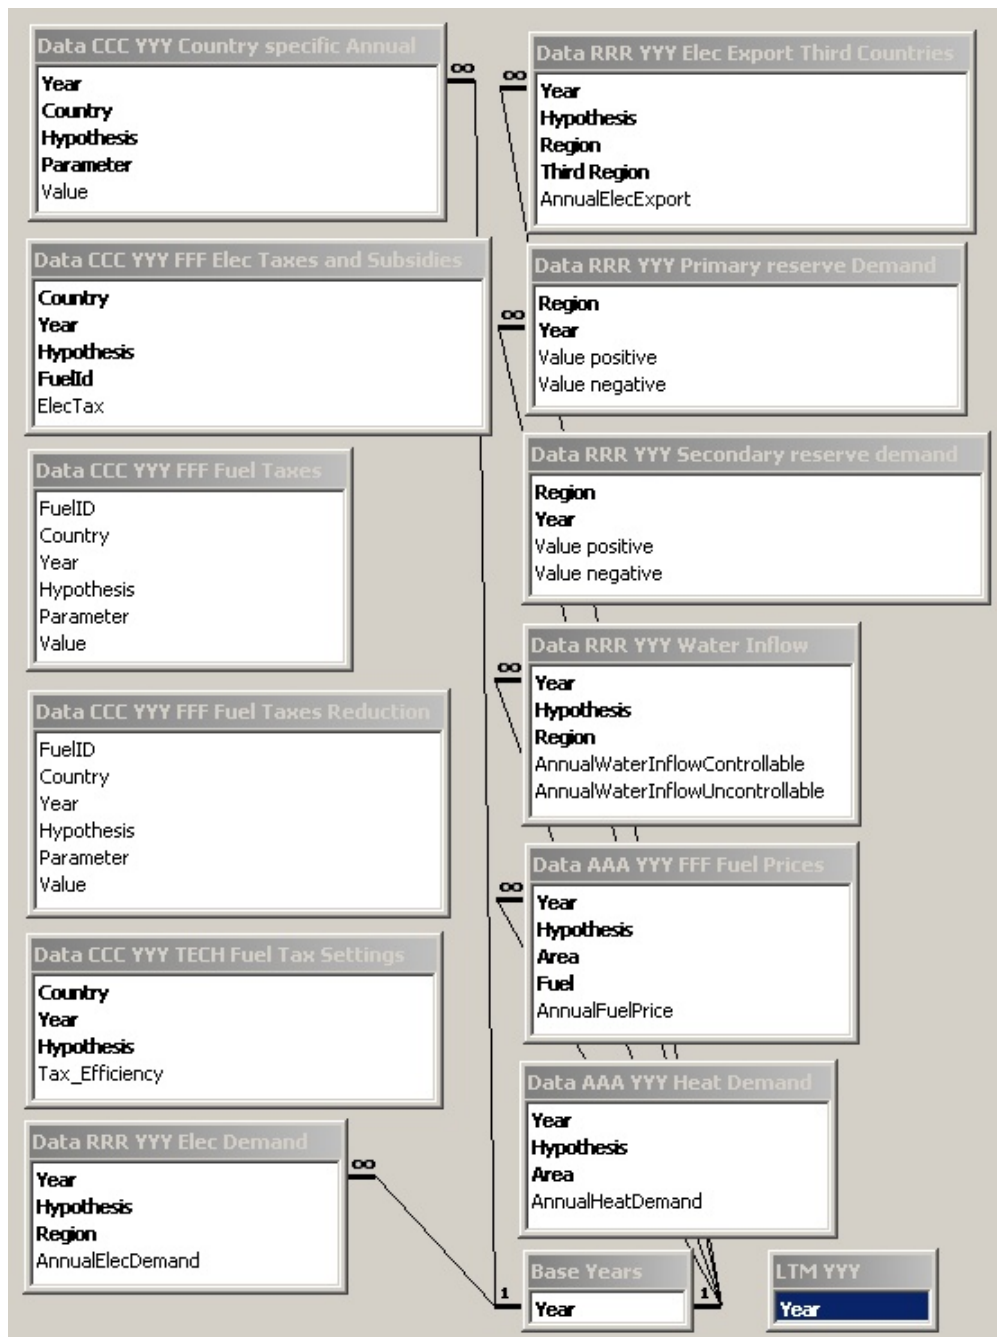 Data CCC YYY Country specific Annual
∞
Year
Country
Hypothesis
Parameter
Value
Data CCC YYY FFF Elec Taxes and Subsidies
Country
Year
Hypothesis
FuelId
ElecTax
Data CCC YYY FFF Fuel Taxes
FuelID
Country
Year
Hypothesis
Parameter
Value
Data CCC YYY FFF Fuel Taxes Reduction
FuelID
Country
Year
Hypothesis
Parameter
Value
Data CCC YYY TECH Fuel Tax Settings
Country
Year
Hypothesis
Tax_Efficiency
Data RRR YYY Elec Demand
∞
Year
Hypothesis
Region
AnnualElecDemand
Data RRR YYY Elec Export Third Countries
∞
Year
Hypothesis
Region
Third Region
AnnualElecExport
Data RRR YYY Primary reserve Demand
∞
Region
Year
Value positive
Value negative
Data RRR YYY Secondary reserve demand
Region
Year
Value positive
Value negative
Data RRR YYY Water Inflow
∞
Year
Hypothesis
Region
AnnualWaterInflowControllable
AnnualWaterInflowUncontrollable
Data AAA YYY FFF Fuel Prices
∞
Year
Hypothesis
Area
Fuel
AnnualFuelPrice
Data AAA YYY Heat Demand
Year
Hypothesis
Area
AnnualHeatDemand
Base Years
1
Year
1
LTM YYY
Year